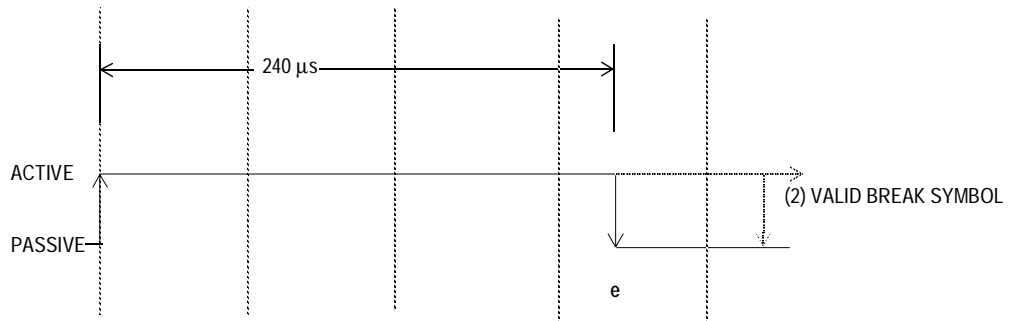 240 µs
ACTIVE
(2) VALID BREAK SYMBOL
PASSIVE
e